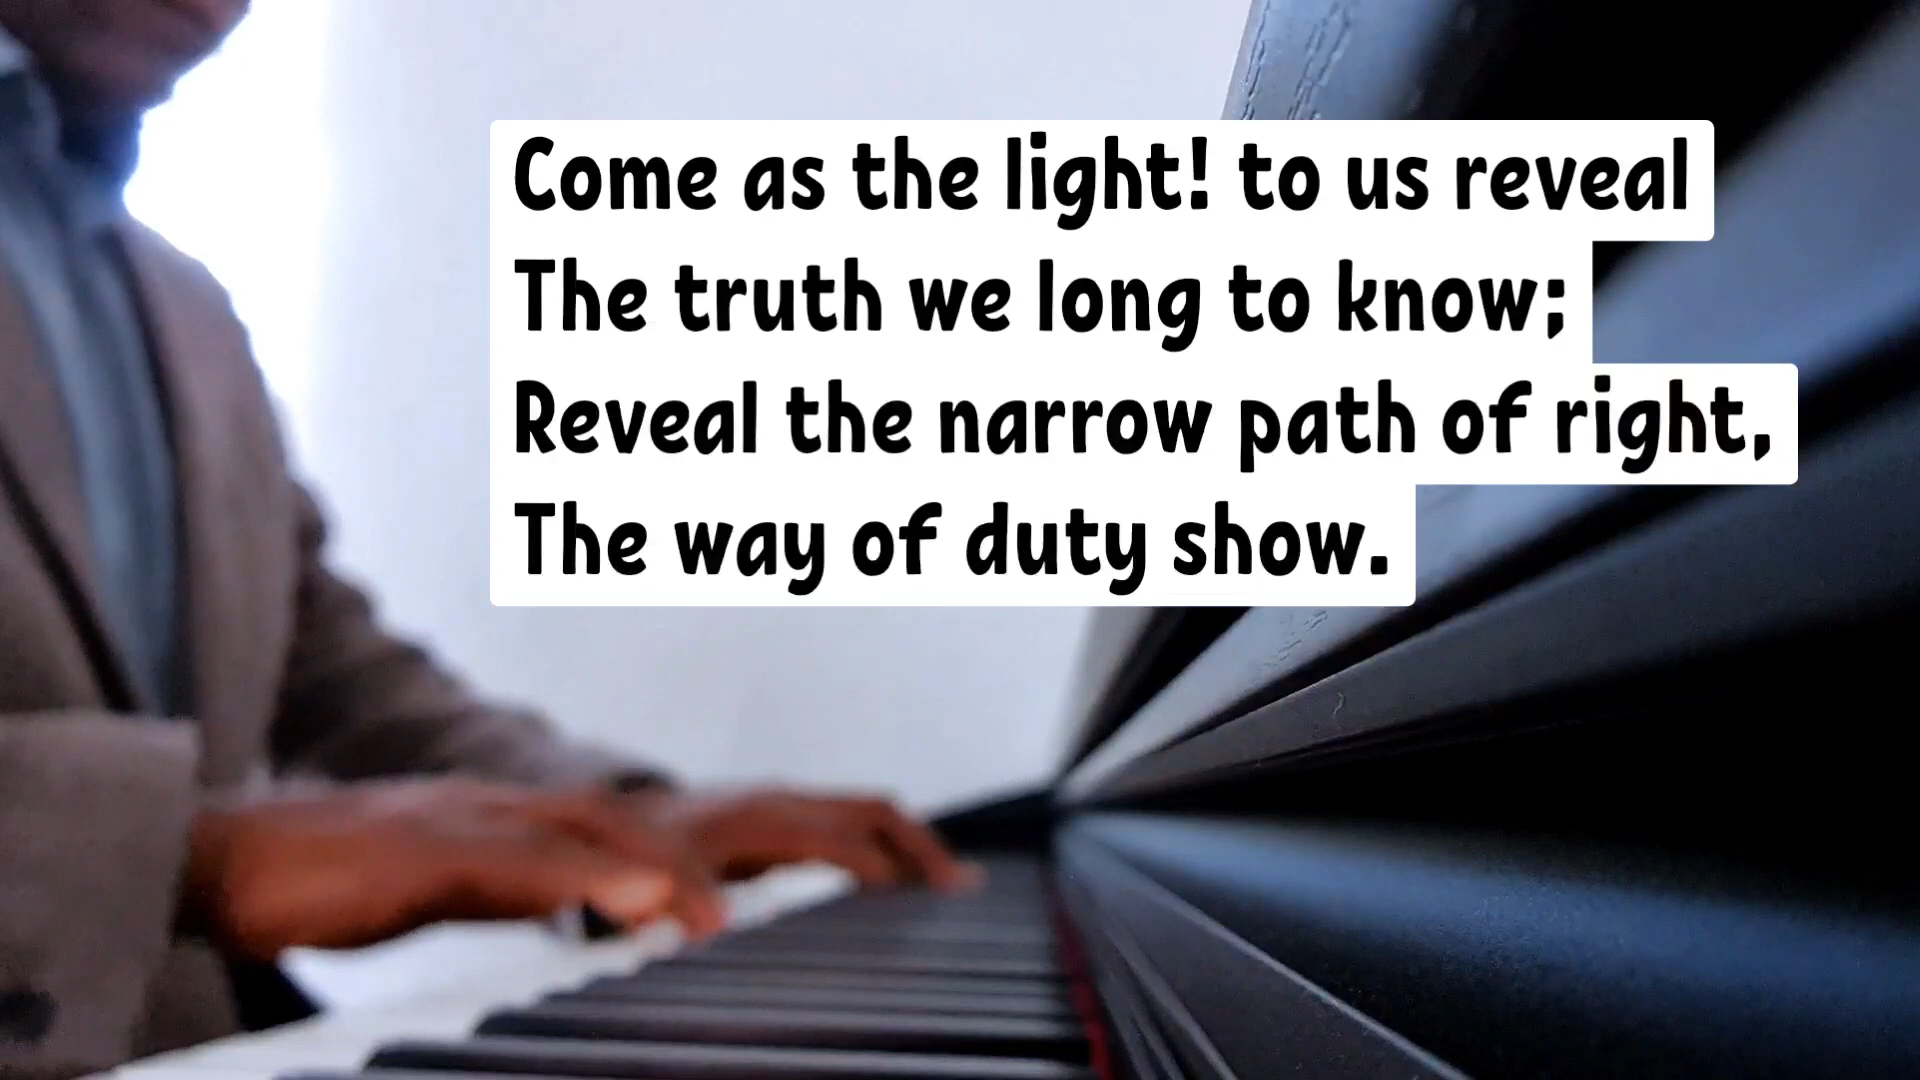 Come as the light! to us reveal
The truth we long to know;
Reveal the narrow path of right,
The way of duty show.